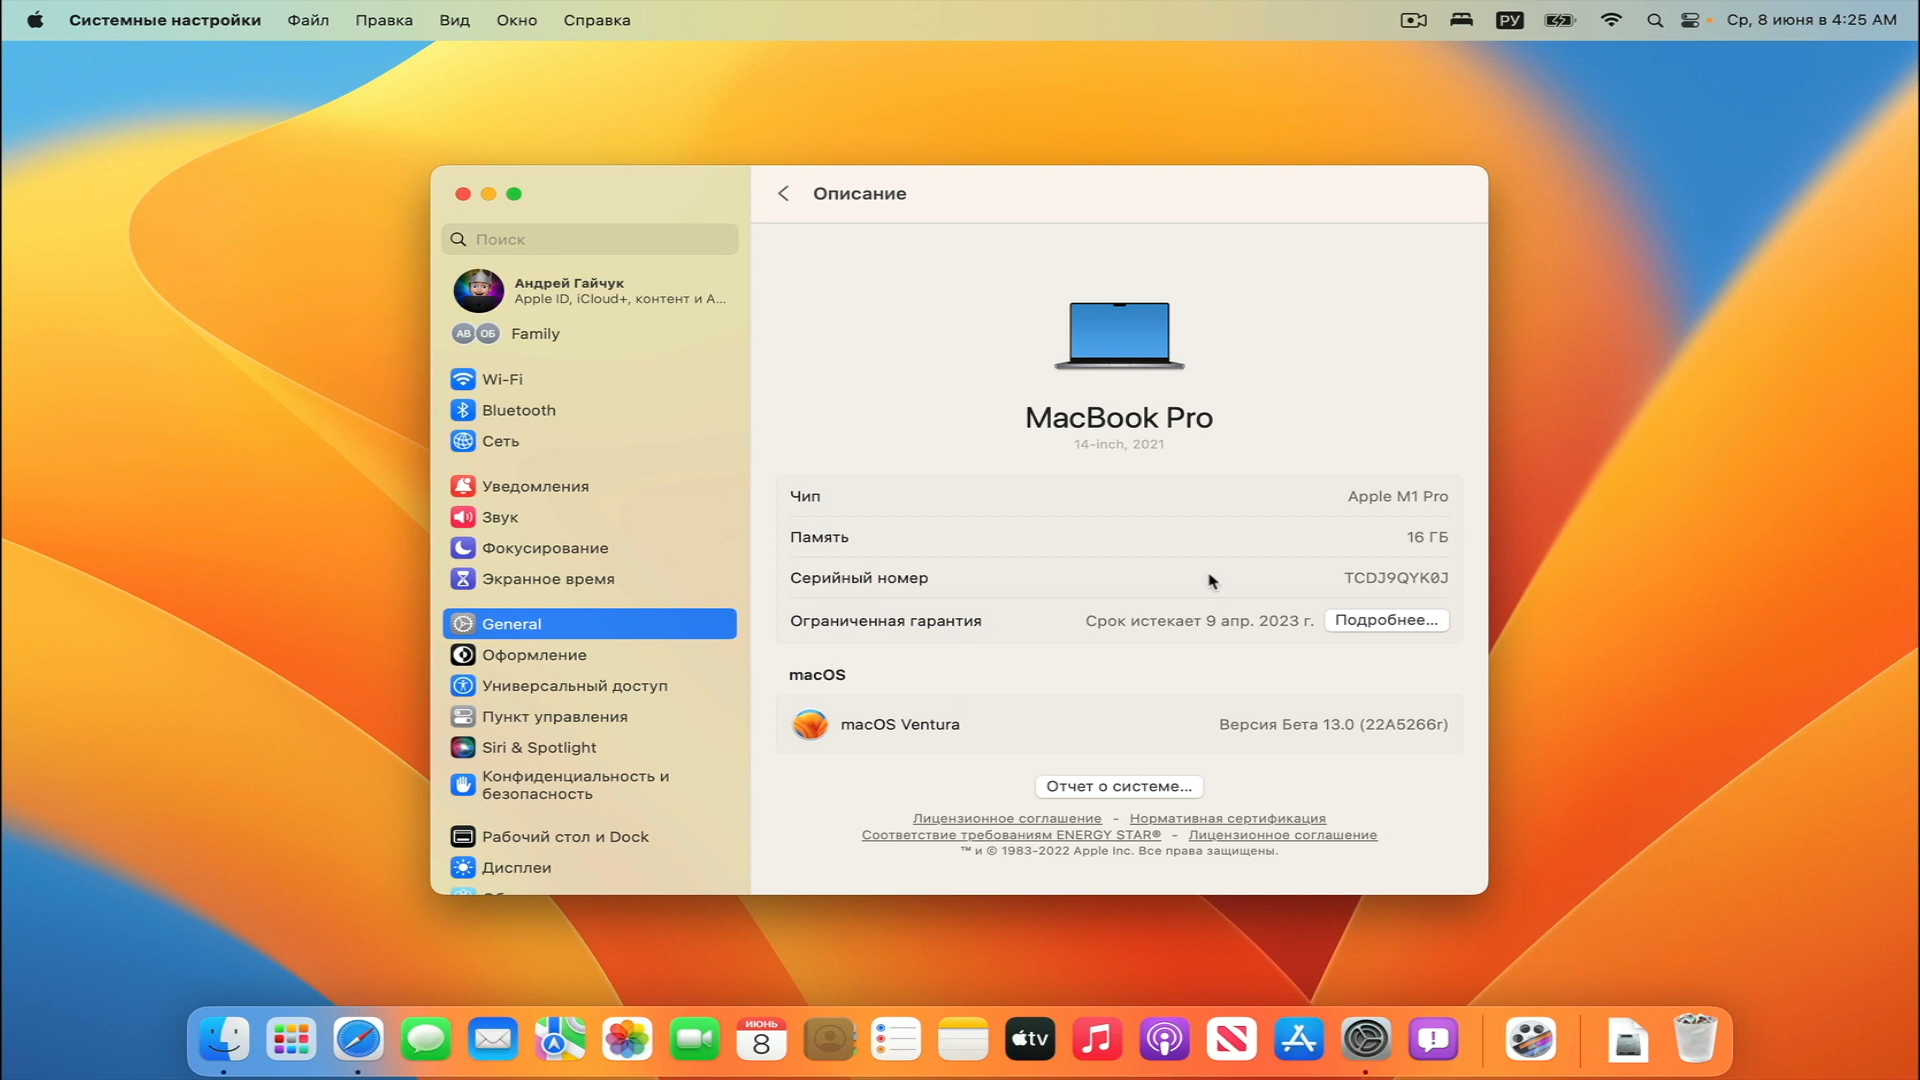 Системные настройки Файл Правка Вид Окно Справка РУ Ср, 8 июня в 4:25 AM
Описание
Поиск
Андрей Гайчук
Apple ID, iCloud+, контент и А...
АВ ОБ Family
Wi-Fi
Bluetooth
Сеть
Уведомления
Звук
Фокусирование
Экранное время
General
Оформление
Универсальный доступ
Пункт управления
Siri & Spotlight
Конфиденциальность и
безопасность
Рабочий стол и Dock
Дисплеи
MacBook Pro
14-inch, 2021
Чип Apple M1 Pro
Память 16 ГБ
Серийный номер TCDJ9QYK0J
Ограниченная гарантия Срок истекает 9 апр. 2023 г. Подробнее...
macOS
macOS Ventura Версия Бета 13.0 (22A5266r)
Отчет о системе...
Лицензионное соглашение - Нормативная сертификация
Соответствие требованиям ENERGY STAR® - Лицензионное соглашение
™ и © 1983-2022 Apple Inc. Все права защищены.
ИЮНЬ
8
tv